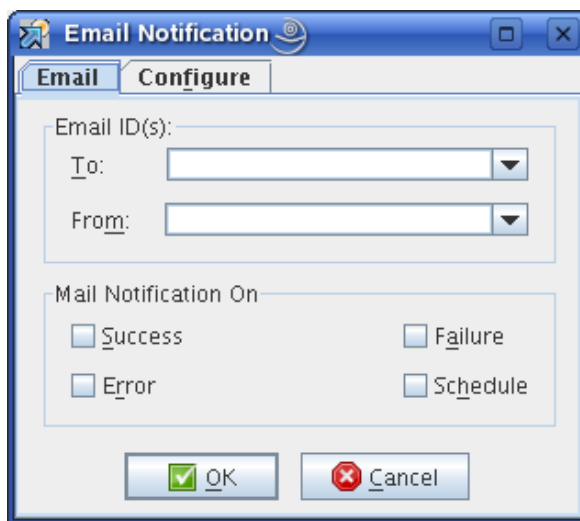 Email Notification
Email Configure
Email ID(s):
To:
From:
Mail Notification On
Success Failure
Error Schedule
OK Cancel